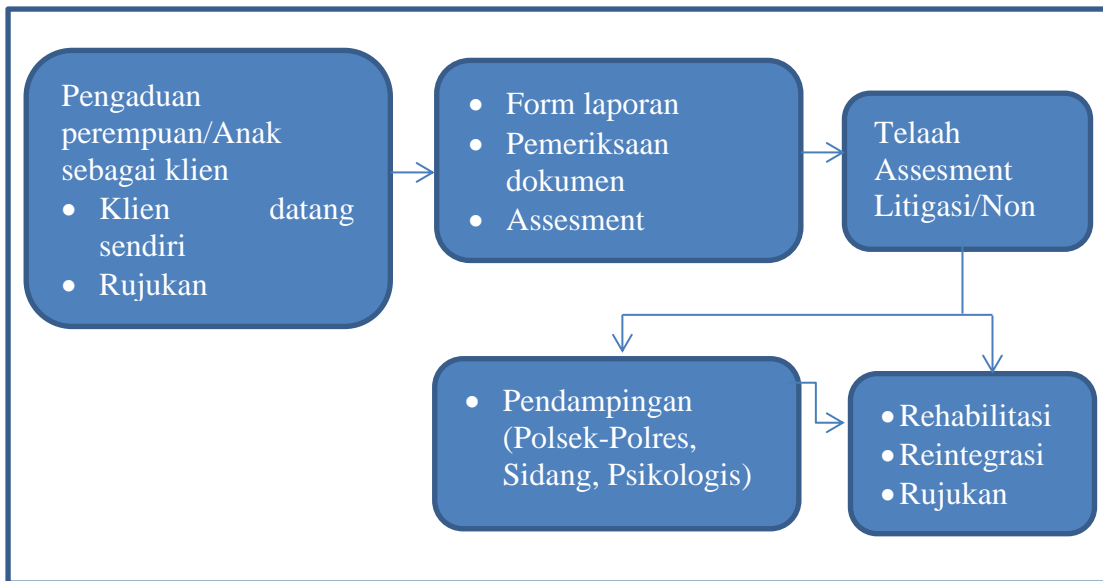 Pengaduan
perempuan/Anak
sebagai klien
• Klien datang
sendiri
• Rujukan
• Form laporan
• Pemeriksaan
dokumen
• Assesment
Telaah
Assesment
Litigasi/Non
• Pendampingan
(Polsek-Polres,
Sidang, Psikologis)
• Rehabilitasi
• Reintegrasi
• Rujukan